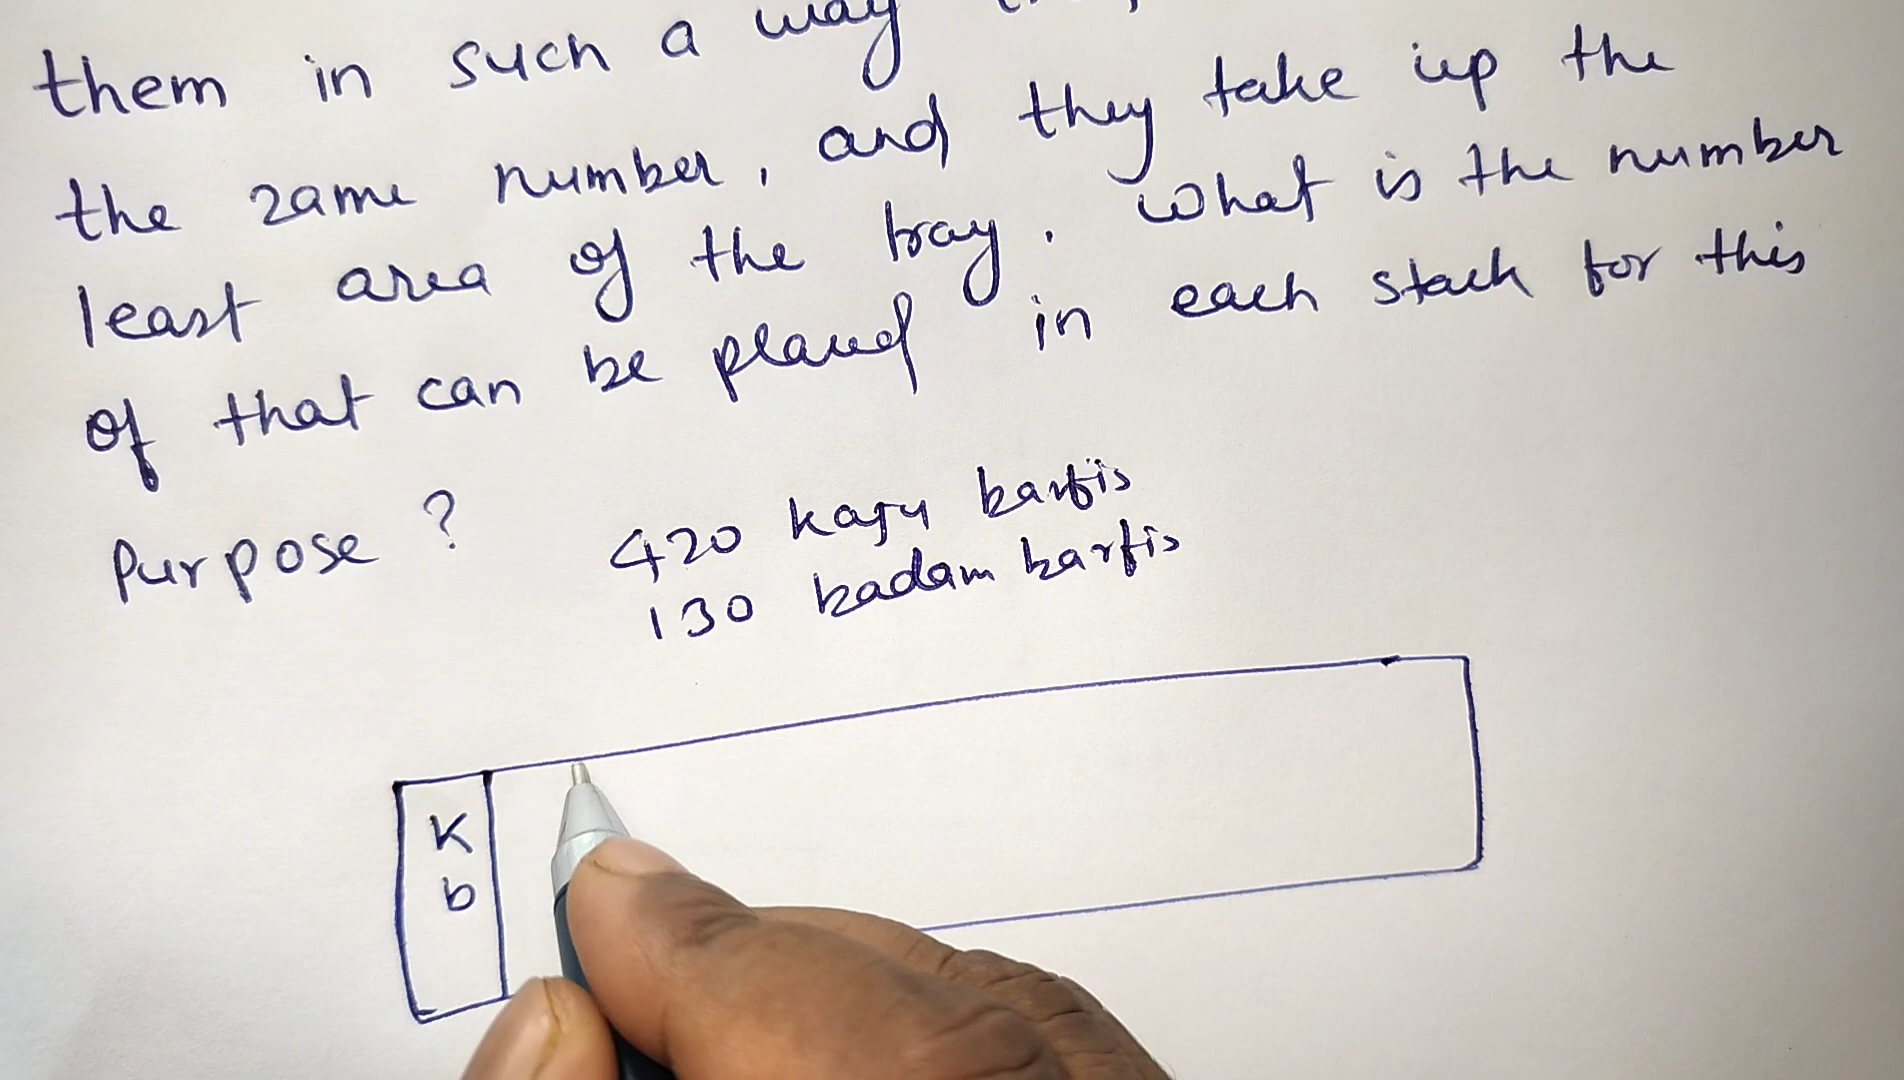 them in such a way
the same number, and they take up the
least area of the tray. What is the number
of that can be placed in each stack for this
Purpose?
420 kaju barfis
130 badam barfis
K
b